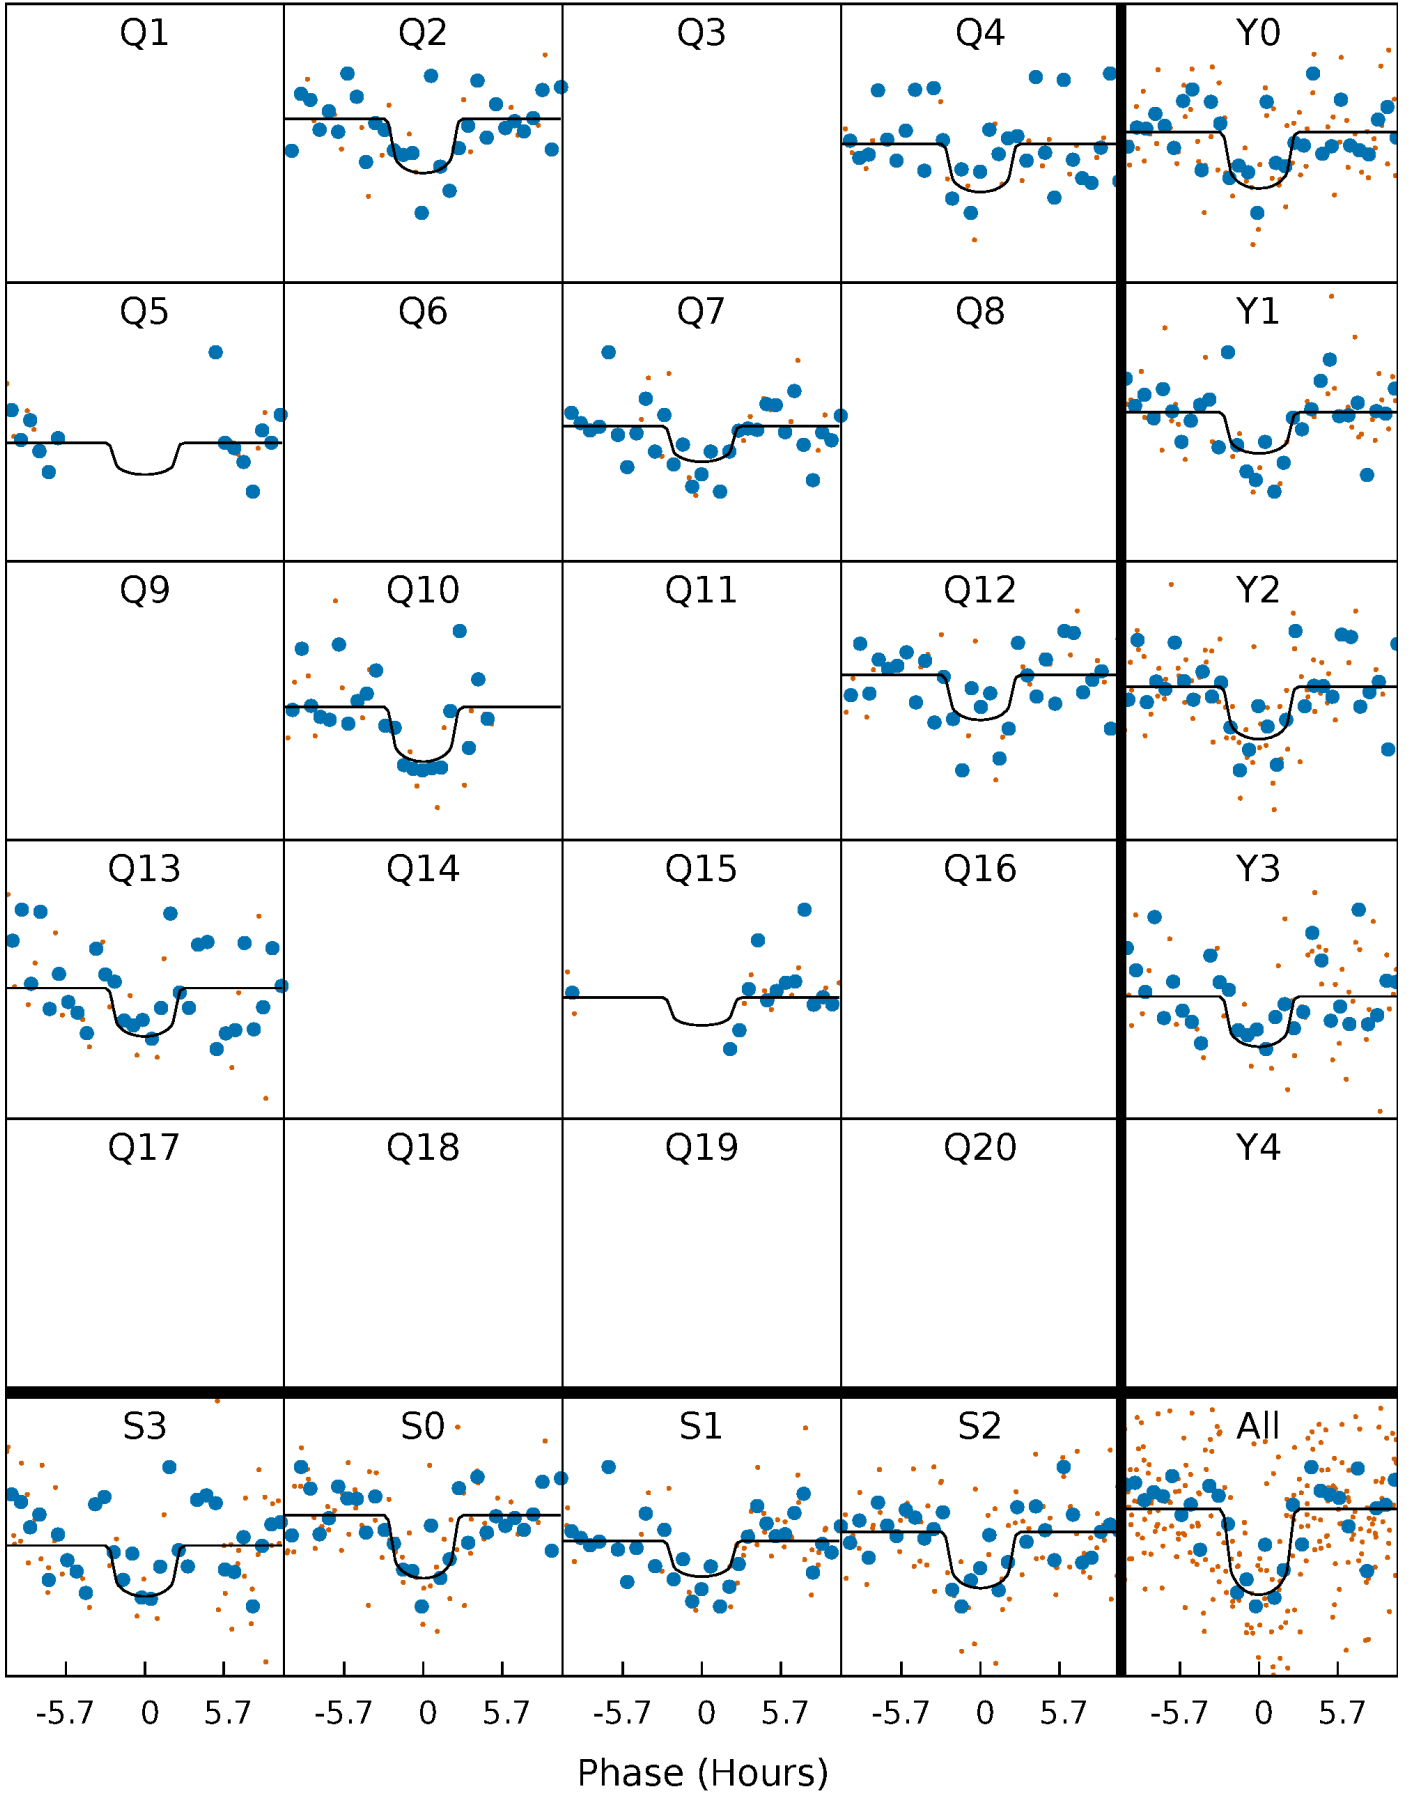 Q1 Q2 Q3 Q4 Y0
Q5 Q6 Q7 Q8 Y1
Q9 Q10 Q11 Q12 Y2
Q13 Q14 Q15 Q16 Y3
Q17 Q18 Q19 Q20 Y4
S3 S0 S1 S2 All
-5.7 0 5.7 -5.7 0 5.7 -5.7 0 5.7 -5.7 0 5.7 -5.7 0 5.7
Phase (Hours)